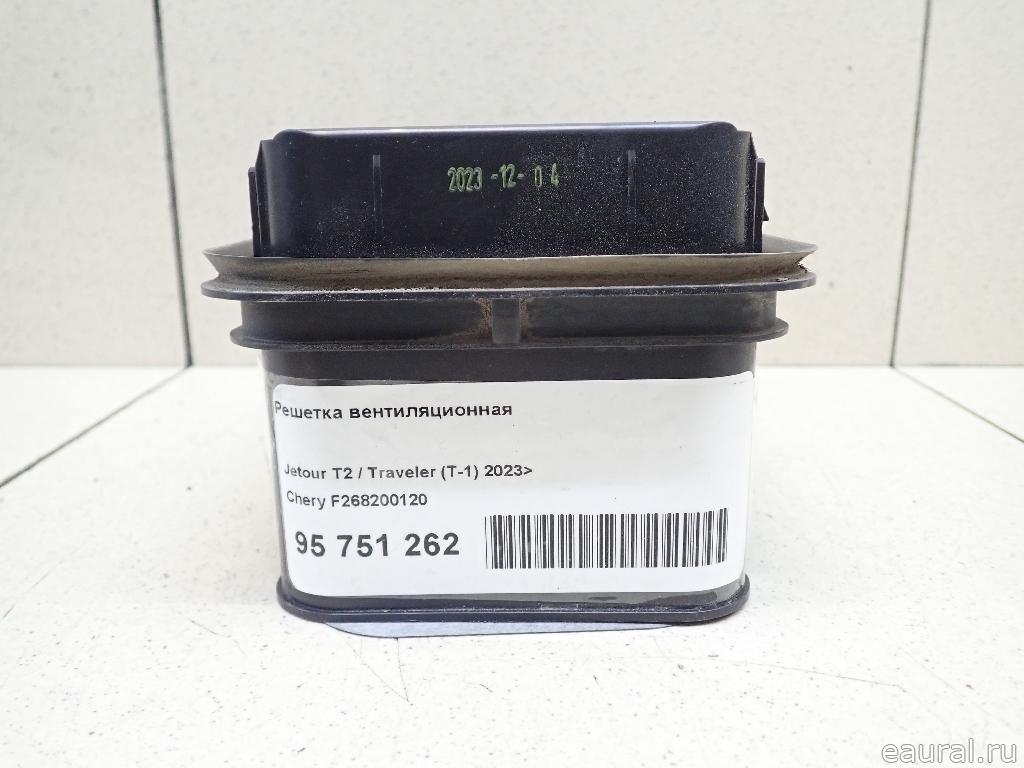 2023-12-04
Решетка вентиляционная
Jetour T2 / Traveler (T-1) 2023>
Chery F268200120
95 751 262
eaural.ru